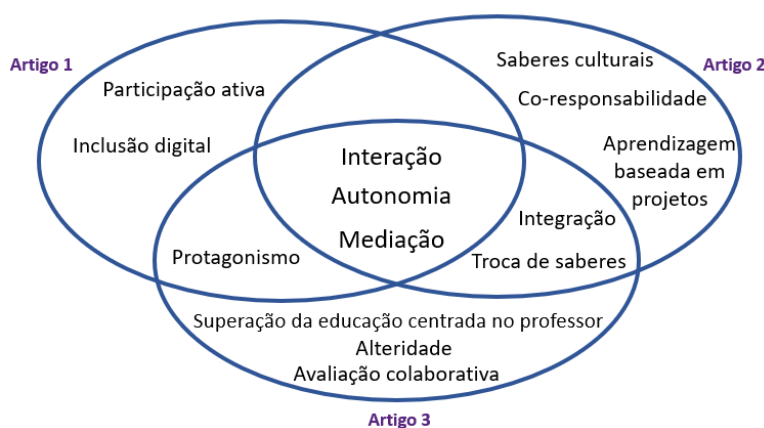 Artigo 1
Participação ativa
Inclusão digital
Saberes culturais
Artigo 2
Co-responsabilidade
Aprendizagem
baseada em
projetos
Interação
Autonomia
Mediação
Integração
Troca de saberes
Protagonismo
Superação da educação centrada no professor
Alteridade
Avaliação colaborativa
Artigo 3